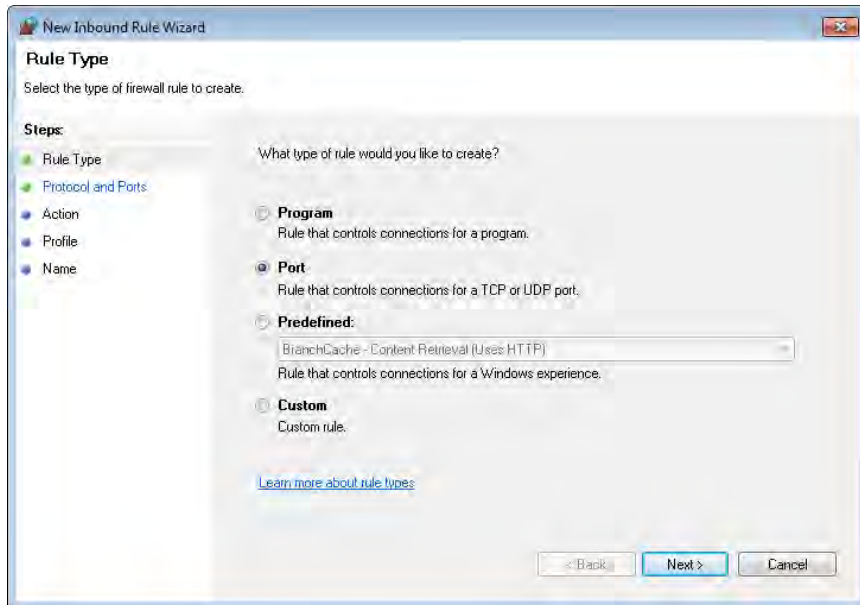 New Inbound Rule Wizard
Rule Type
Select the type of firewall rule to create.
Steps:
Rule Type
Protocol and Ports
Action
Profile
Name
What type of rule would you like to create?
Program
Rule that controls connections for a program.
Port
Rule that controls connections for a TCP or UDP port.
Predefined:
BranchCache - Content Retrieval (Uses HTTP)
Rule that controls connections for a Windows experience.
Custom
Custom rule.
Learn more about rule types
< Back Next > Cancel